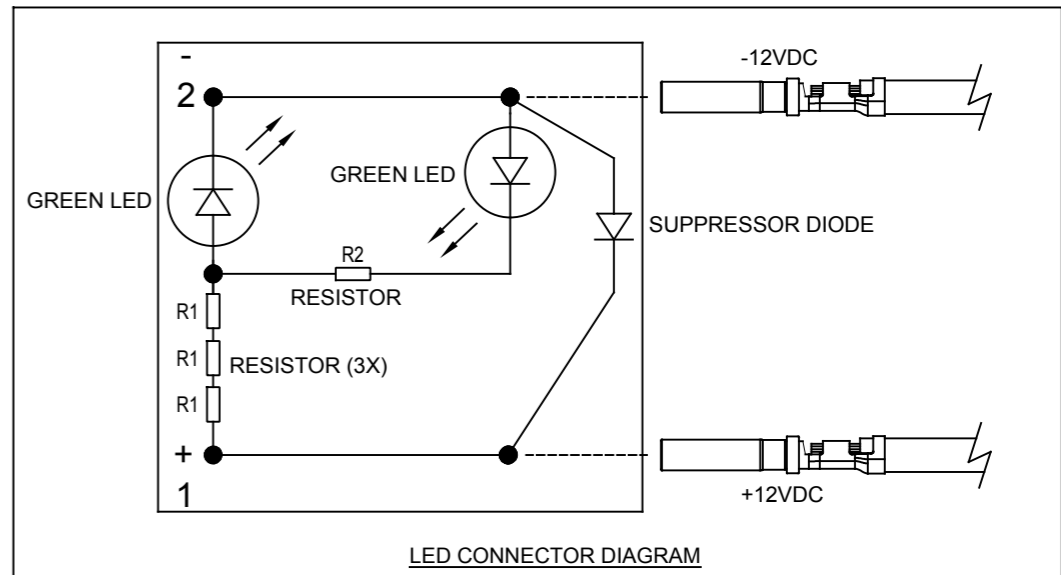 -
2
-12VDC
GREEN LED
GREEN LED
SUPPRESSOR DIODE
R2
RESISTOR
R1
R1
RESISTOR (3X)
R1
+
1
+12VDC
LED CONNECTOR DIAGRAM